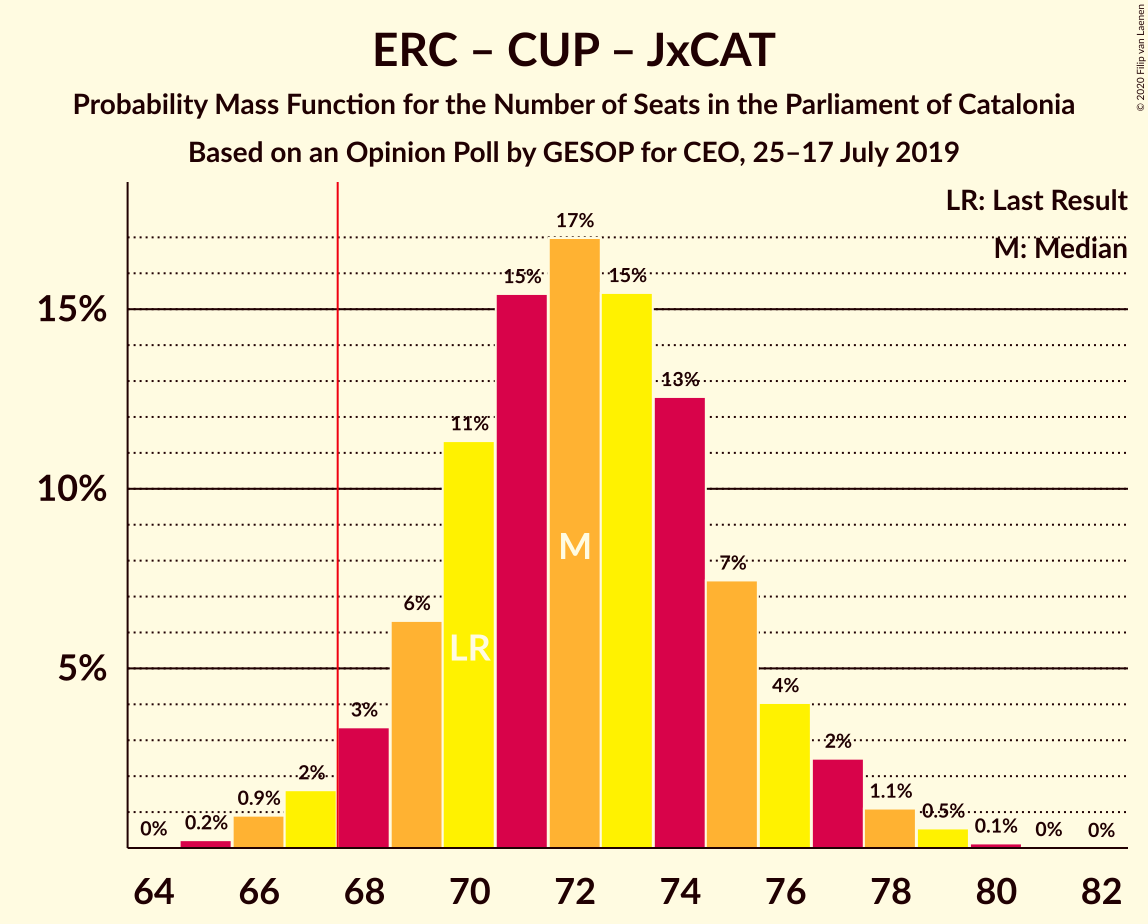 ERC – CUP – JxCAT
Probability Mass Function for the Number of Seats in the Parliament of Catalonia
Based on an Opinion Poll by GESOP for CEO, 25–17 July 2019
© 2020 Filip van Laenen
LR: Last Result
M: Median
15%
10%
5%
0%
0.2%
0.9%
2%
3%
6%
11%
15%
17%
15%
13%
7%
4%
2%
1.1%
0.5%
0.1%
0%
0%
LR
M
64 66 68 70 72 74 76 78 80 82